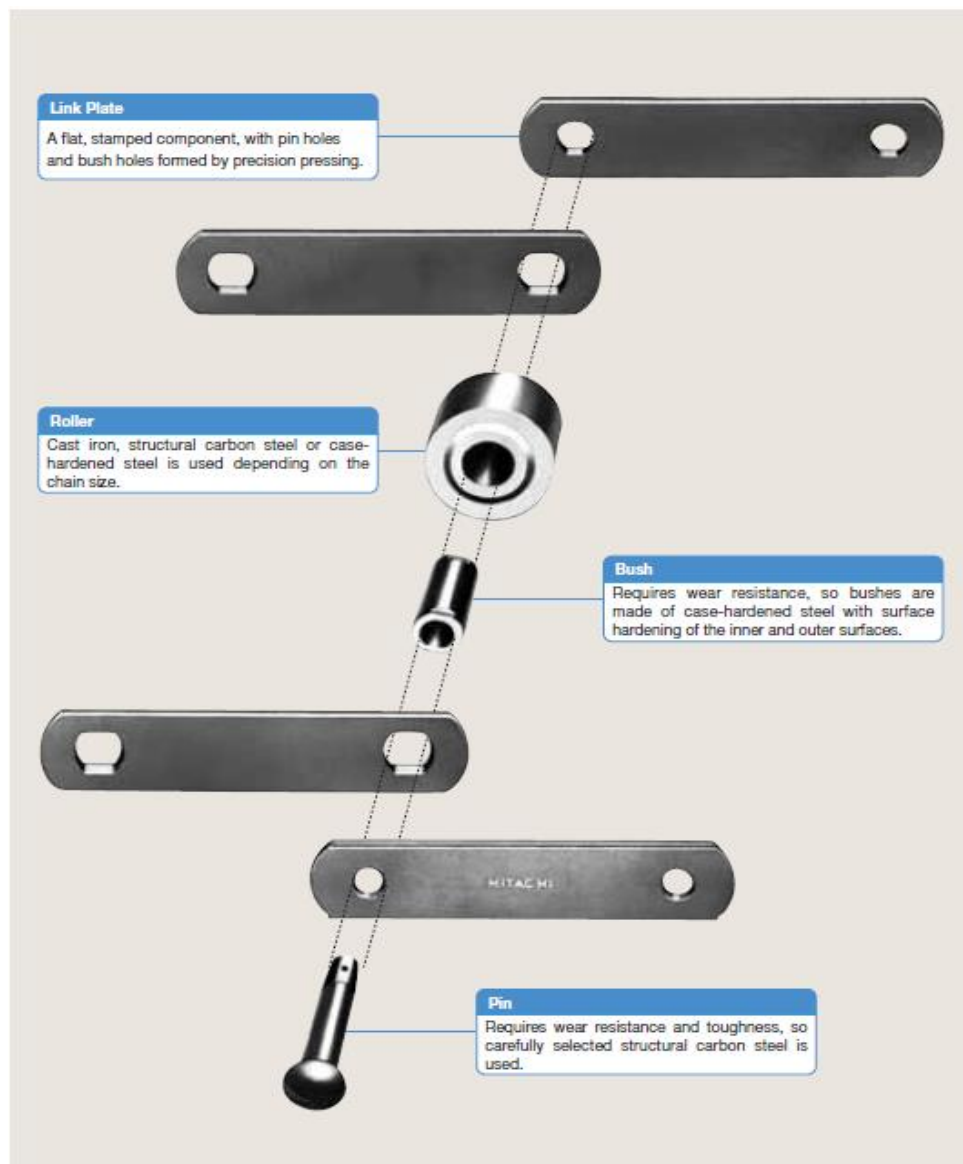 Link Plate
A flat, stamped component, with pin holes
and bush holes formed by precision pressing.
Roller
Cast iron, structural carbon steel or case-
hardened steel is used depending on the
chain size.
Bush
Requires wear resistance, so bushes are
made of case-hardened steel with surface
hardening of the inner and outer surfaces.
HITACHI
Pin
Requires wear resistance and toughness, so
carefully selected structural carbon steel is
used.